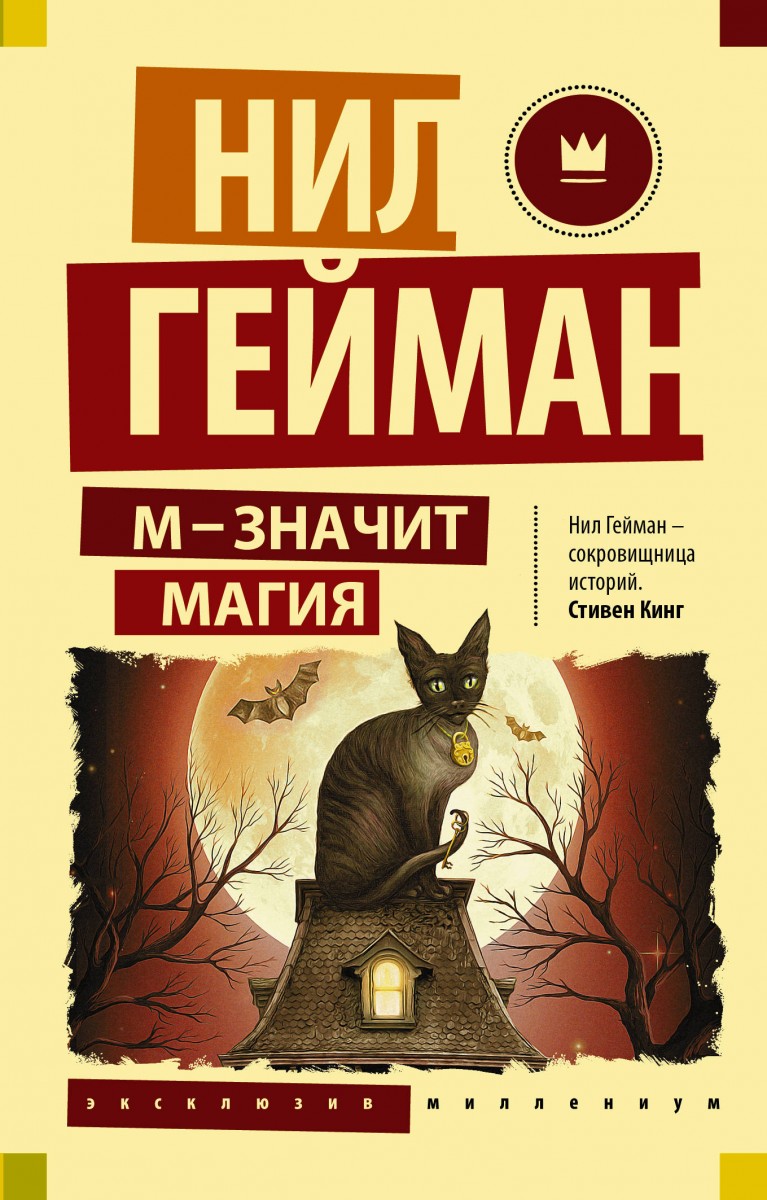 НИЛ
ГЕЙМАН
М – ЗНАЧИТ
МАГИЯ
Нил Гейман –
сокровищница
историй.
Стивен Кинг
эксклюзив миллениум